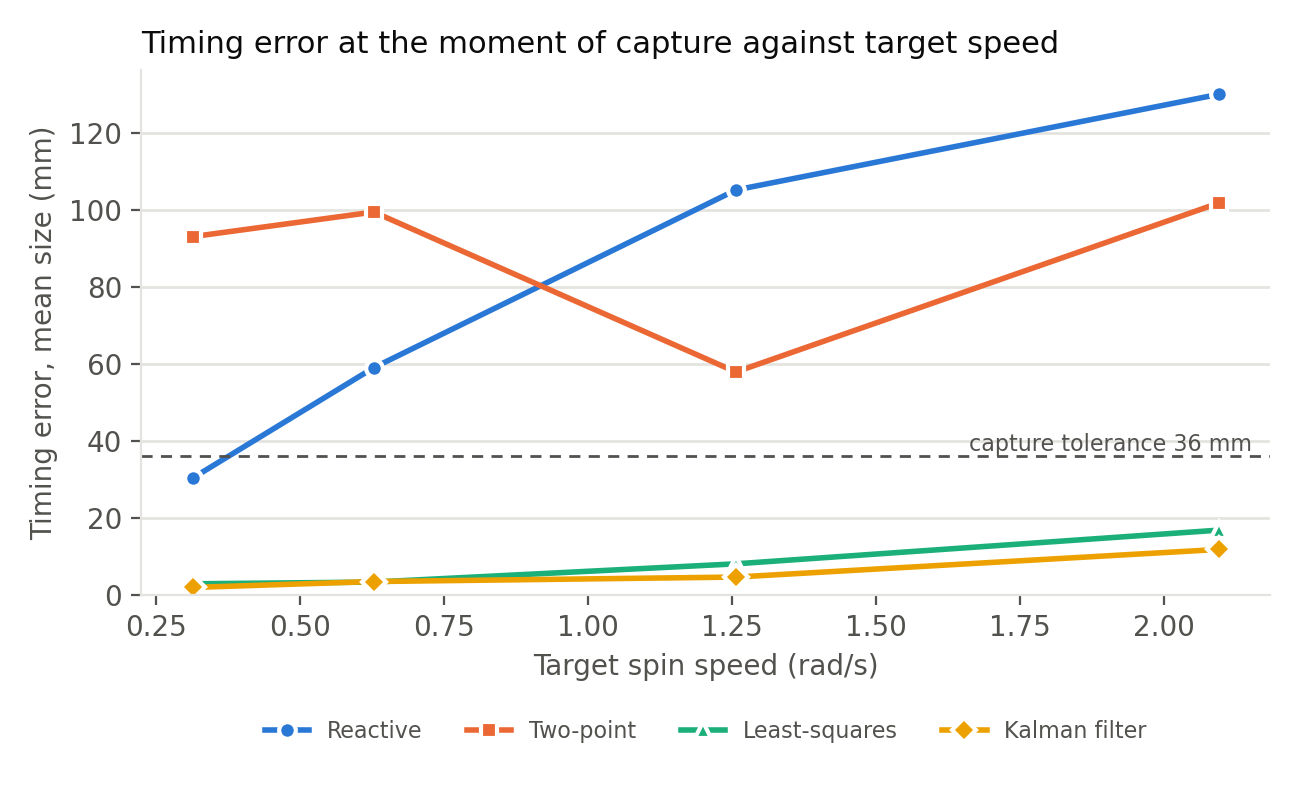 Timing error at the moment of capture against target speed
Timing error, mean size (mm)
120
100
80
60
40
20
0
capture tolerance 36 mm
0.25 0.50 0.75 1.00 1.25 1.50 1.75 2.00
Target spin speed (rad/s)
Reactive Two-point Least-squares Kalman filter